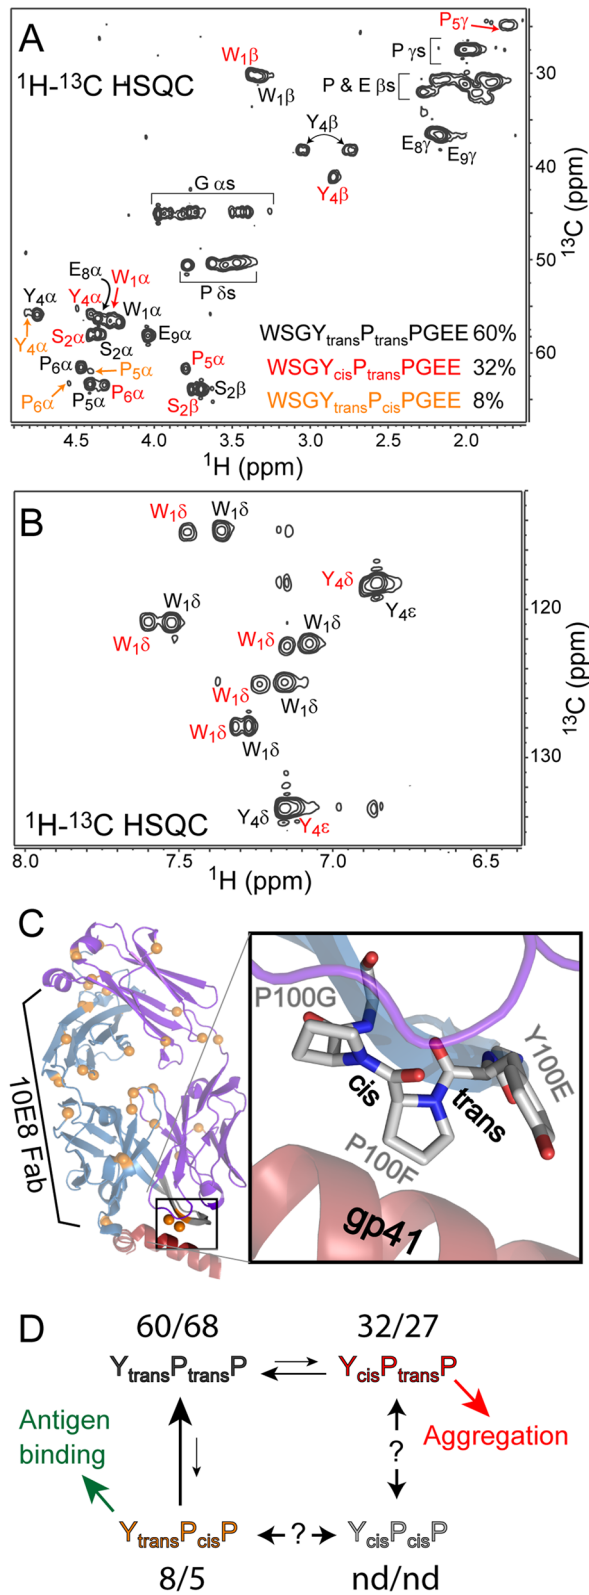 A
¹H-¹³C HSQC
P₅γ
W₁β
W₁β
P γs
P & E βs
Y₄β
Y₄β
E₈γ
E₉γ
G αs
P δs
Y₄α
E₈α
Y₄α
W₁α
W₁α
Y₄α
S₂α
S₂α
E₉α
P₆α
P₅α
P₅α
P₆α
P₅α
P₆α
S₂β
S₂β
WSGYtransPtransPGEE 60%
WSGYcisPtransPGEE 32%
WSGYtransPcisPGEE 8%
30
40
50
60
¹³C (ppm)
4.5 4.0 3.5 3.0 2.5 2.0
¹H (ppm)
B
W₁δ
W₁δ
W₁δ
W₁δ
Y₄δ
Y₄ε
W₁δ
W₁δ
W₁δ
W₁δ
W₁δ
W₁δ
Y₄δ
Y₄ε
¹H-¹³C HSQC
120
130
¹³C (ppm)
8.0 7.5 7.0 6.5
¹H (ppm)
C
10E8 Fab
P100G
cis
trans
Y100E
P100F
gp41
D
60/68 32/27
YtransPtransP YcisPtransP
Antigen
binding
?
Aggregation
YtransPcisP ? YcisPcisP
8/5 nd/nd